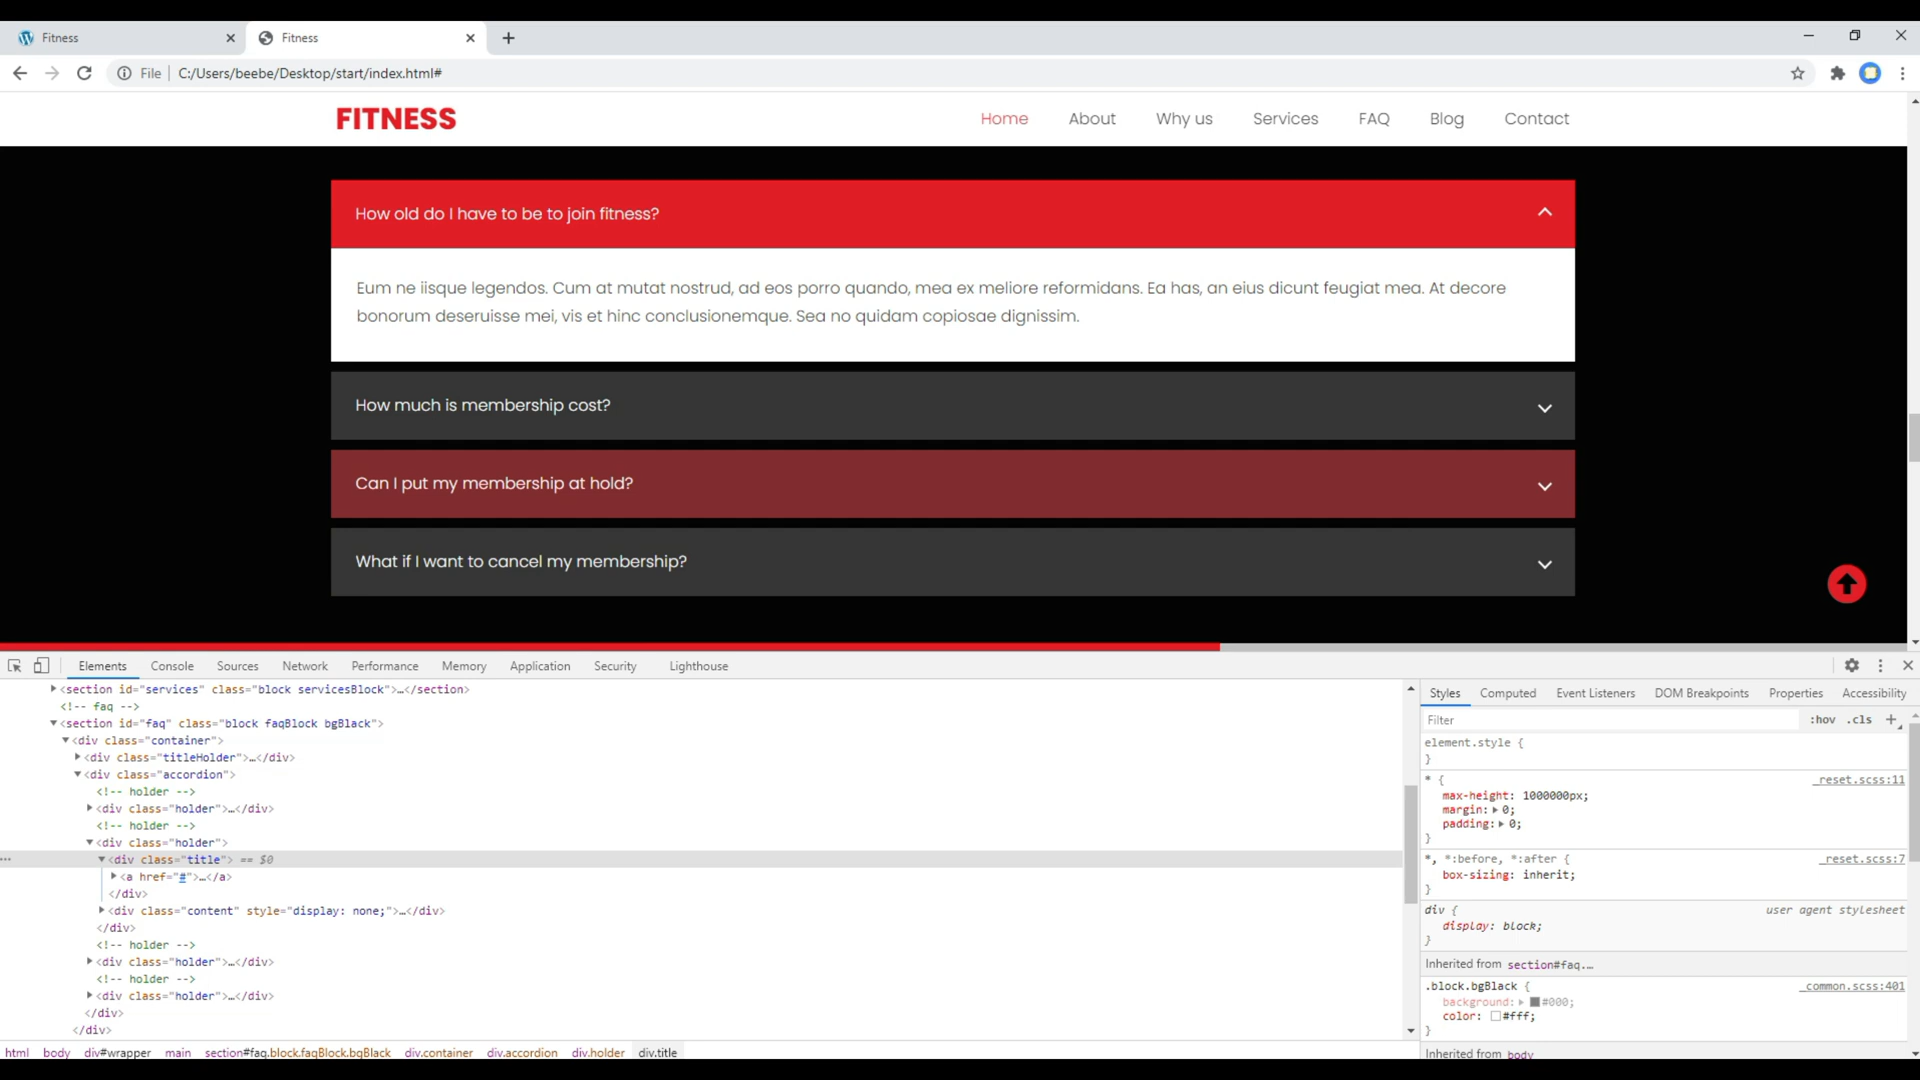 Fitness
Fitness
File
C:/Users/beebe/Desktop/start/index.html#
FITNESS
Home About Why us Services FAQ Blog Contact
How old do I have to be to join fitness?
Eum ne iisque legendos. Cum at mutat nostrud, ad eos porro quando, mea ex meliore reformidans. Ea has, an eius dicunt feugiat mea. At decore
bonorum deseruisse mei, vis et hinc conclusionemque. Sea no quidam copiosae dignissim.
How much is membership cost?
Can I put my membership at hold?
What if I want to cancel my membership?
Elements Console Sources Network Performance Memory Application Security Lighthouse
<section id="services" class="block servicesBlock">…</section>
<!-- faq -->
<section id="faq" class="block faqBlock bgBlack">
<div class="container">
<div class="titleHolder">…</div>
<div class="accordion">
<!-- holder -->
<div class="holder">…</div>
<!-- holder -->
<div class="holder">
<div class="title"> == $0
<a href="#">…</a>
</div>
<div class="content" style="display: none;">…</div>
</div>
<!-- holder -->
<div class="holder">…</div>
<!-- holder -->
<div class="holder">…</div>
</div>
</div>
html body div#wrapper main section#faq.block.faqBlock.bgBlack div.container div.accordion div.holder div.title
Styles Computed Event Listeners DOM Breakpoints Properties Accessibility
Filter :hov .cls +
element.style {
}
* { _reset.scss:11
max-height: 1000000px;
margin: 0;
padding: 0;
}
*, *:before, *:after { _reset.scss:7
box-sizing: inherit;
}
div { user agent stylesheet
display: block;
}
Inherited from section#faq.…
.block.bgBlack { _common.scss:401
background: #000;
color: #fff;
}
Inherited from body